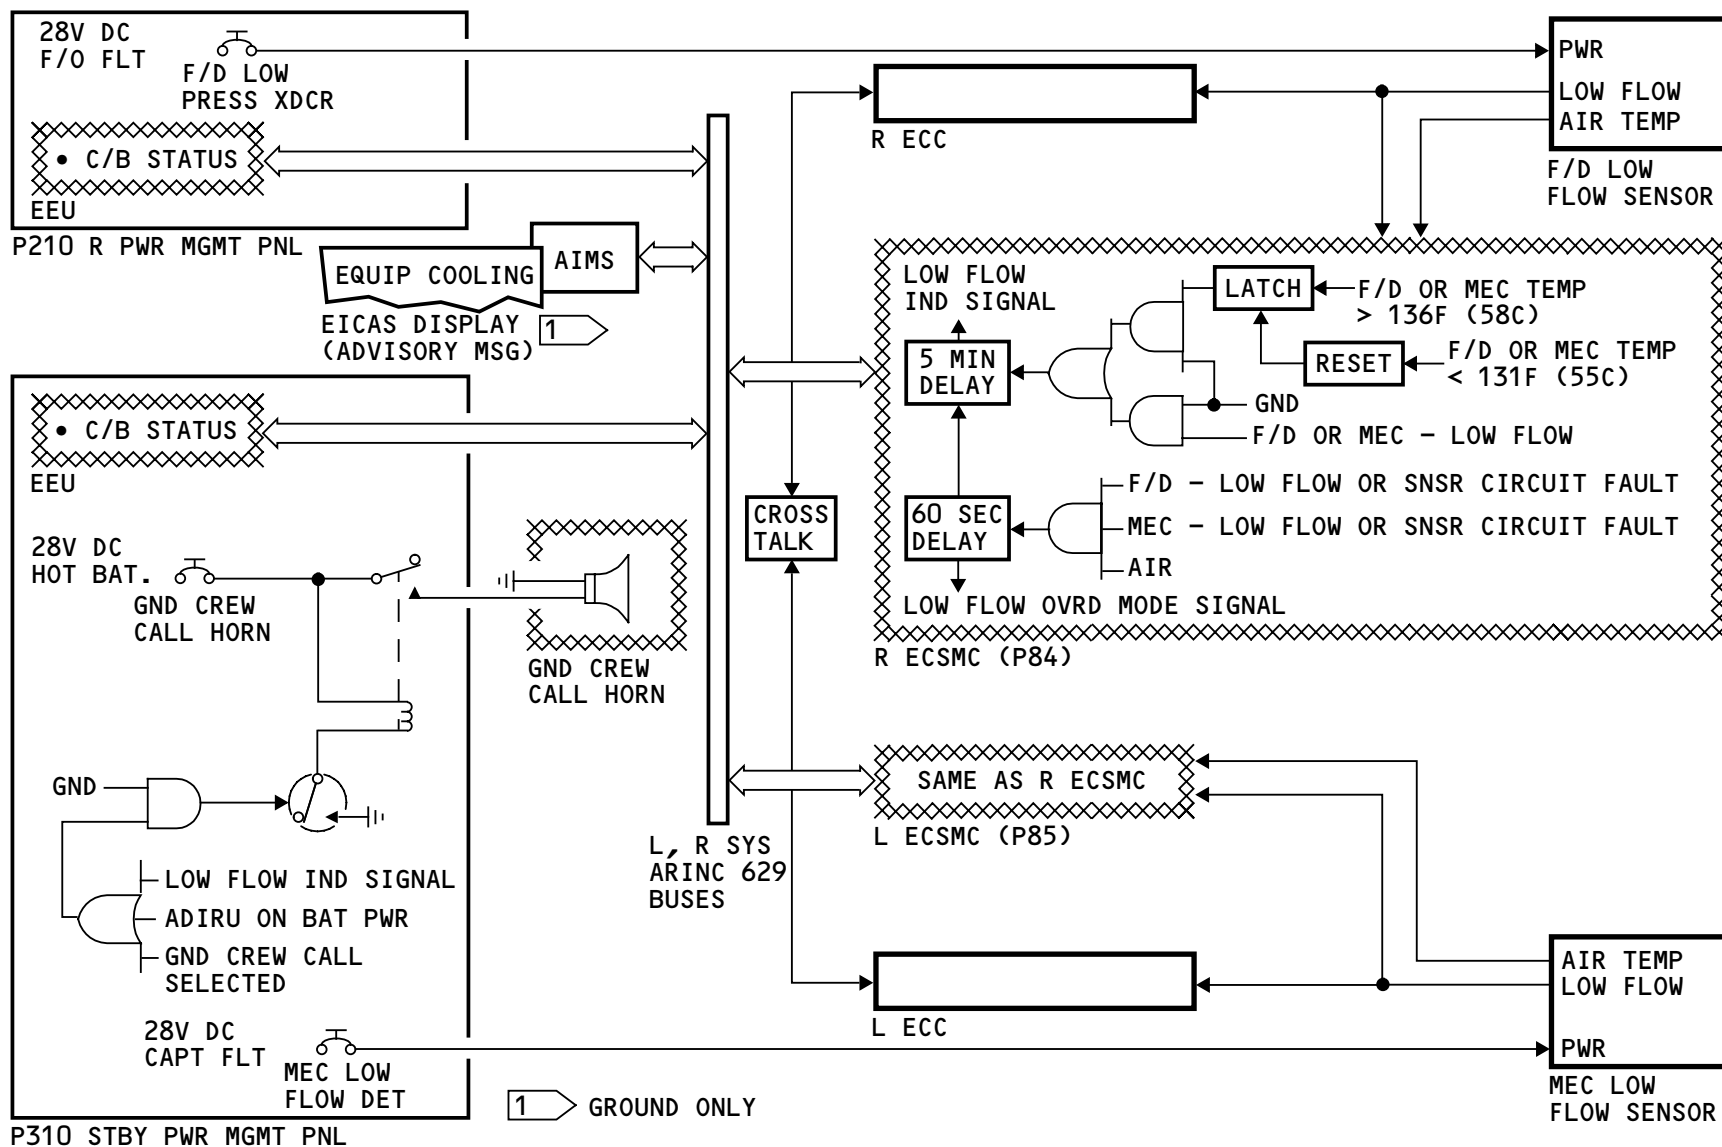 28V DC
F/O FLT
F/D LOW
PRESS XDCR
• C/B STATUS
EEU
P210 R PWR MGMT PNL
EQUIP COOLING
AIMS
EICAS DISPLAY
(ADVISORY MSG)
1
• C/B STATUS
EEU
28V DC
HOT BAT.
GND CREW
CALL HORN
GND CREW
CALL HORN
GND
LOW FLOW IND SIGNAL
ADIRU ON BAT PWR
GND CREW CALL
SELECTED
28V DC
CAPT FLT
MEC LOW
FLOW DET
P310 STBY PWR MGMT PNL
1
GROUND ONLY
L, R SYS
ARINC 629
BUSES
CROSS
TALK
R ECC
PWR
LOW FLOW
AIR TEMP
F/D LOW
FLOW SENSOR
LOW FLOW
IND SIGNAL
5 MIN
DELAY
LATCH
F/D OR MEC TEMP
> 136F (58C)
RESET
F/D OR MEC TEMP
< 131F (55C)
GND
F/D OR MEC – LOW FLOW
60 SEC
DELAY
F/D – LOW FLOW OR SNSR CIRCUIT FAULT
MEC – LOW FLOW OR SNSR CIRCUIT FAULT
AIR
LOW FLOW OVRD MODE SIGNAL
R ECSMC (P84)
SAME AS R ECSMC
L ECSMC (P85)
L ECC
AIR TEMP
LOW FLOW
PWR
MEC LOW
FLOW SENSOR